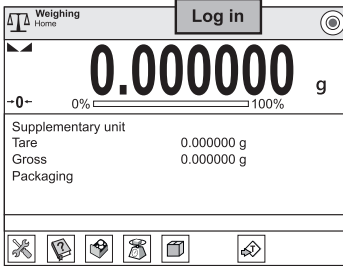 Weighing
Home
Log in
0.000000 g
→0←
0% 100%
Supplementary unit
Tare 0.000000 g
Gross 0.000000 g
Packaging
?
T